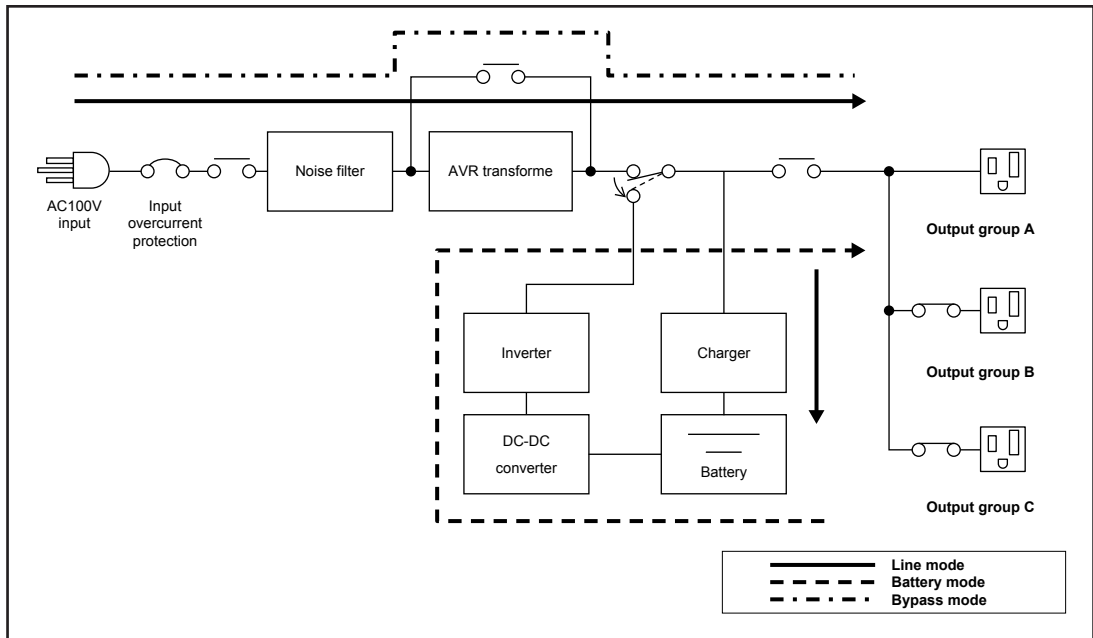 Noise filter
AVR transforme
AC100V
input
Input
overcurrent
protection
Output group A
Inverter
Charger
Output group B
DC-DC
converter
Battery
Output group C
Line mode
Battery mode
Bypass mode